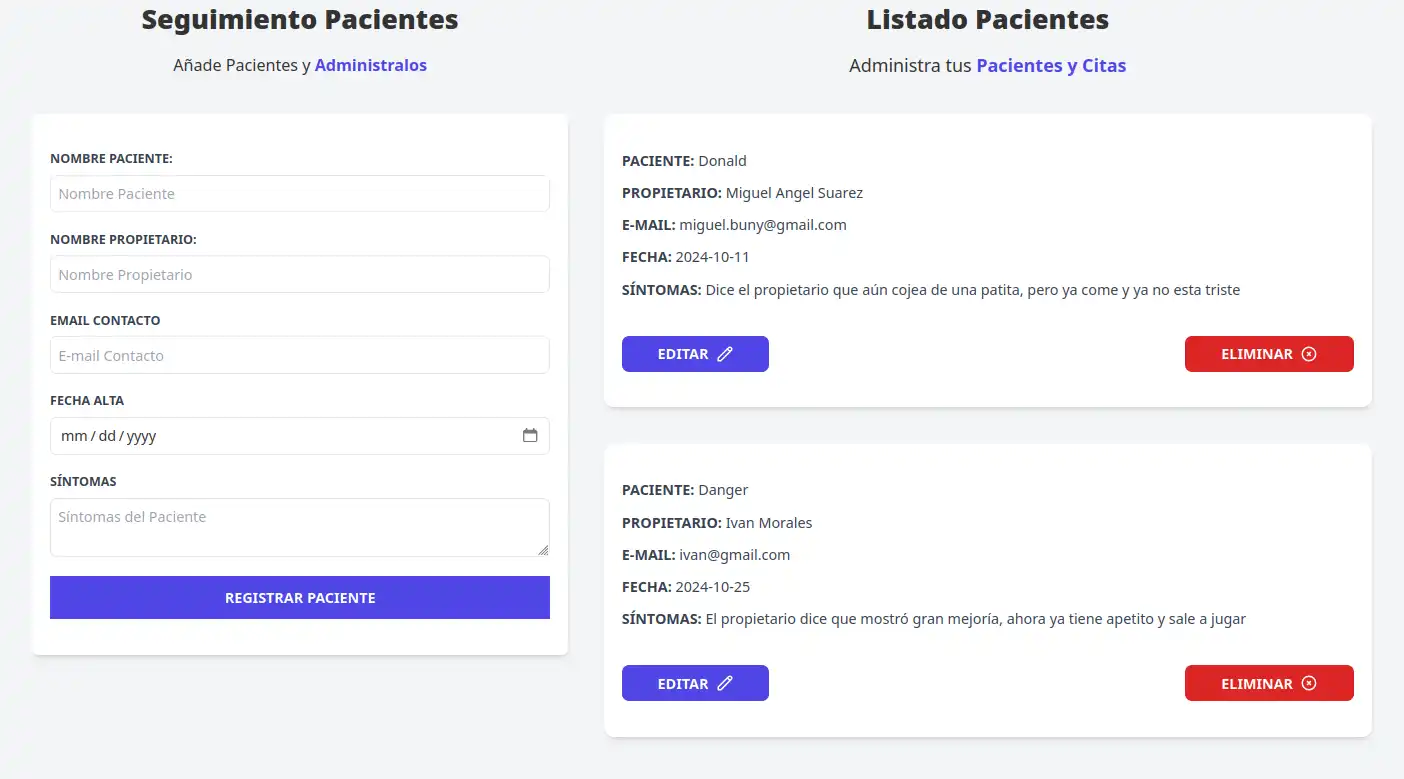 Seguimiento Pacientes
Añade Pacientes y Administralos
NOMBRE PACIENTE:
Nombre Paciente
NOMBRE PROPIETARIO:
Nombre Propietario
EMAIL CONTACTO
E-mail Contacto
FECHA ALTA
mm/dd/yyyy
SÍNTOMAS
Síntomas del Paciente
REGISTRAR PACIENTE
Listado Pacientes
Administra tus Pacientes y Citas
PACIENTE: Donald
PROPIETARIO: Miguel Angel Suarez
E-MAIL: miguel.buny@gmail.com
FECHA: 2024-10-11
SÍNTOMAS: Dice el propietario que aún cojea de una patita, pero ya come y ya no esta triste
EDITAR
ELIMINAR
PACIENTE: Danger
PROPIETARIO: Ivan Morales
E-MAIL: ivan@gmail.com
FECHA: 2024-10-25
SÍNTOMAS: El propietario dice que mostró gran mejoría, ahora ya tiene apetito y sale a jugar
EDITAR
ELIMINAR